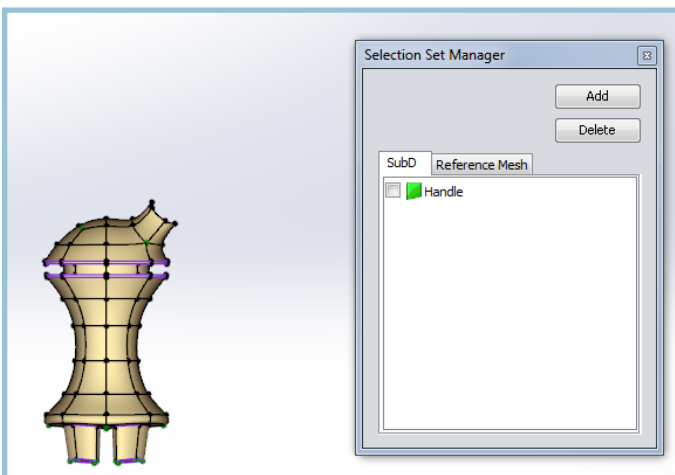 Selection Set Manager
Add
Delete
SubD Reference Mesh
Handle